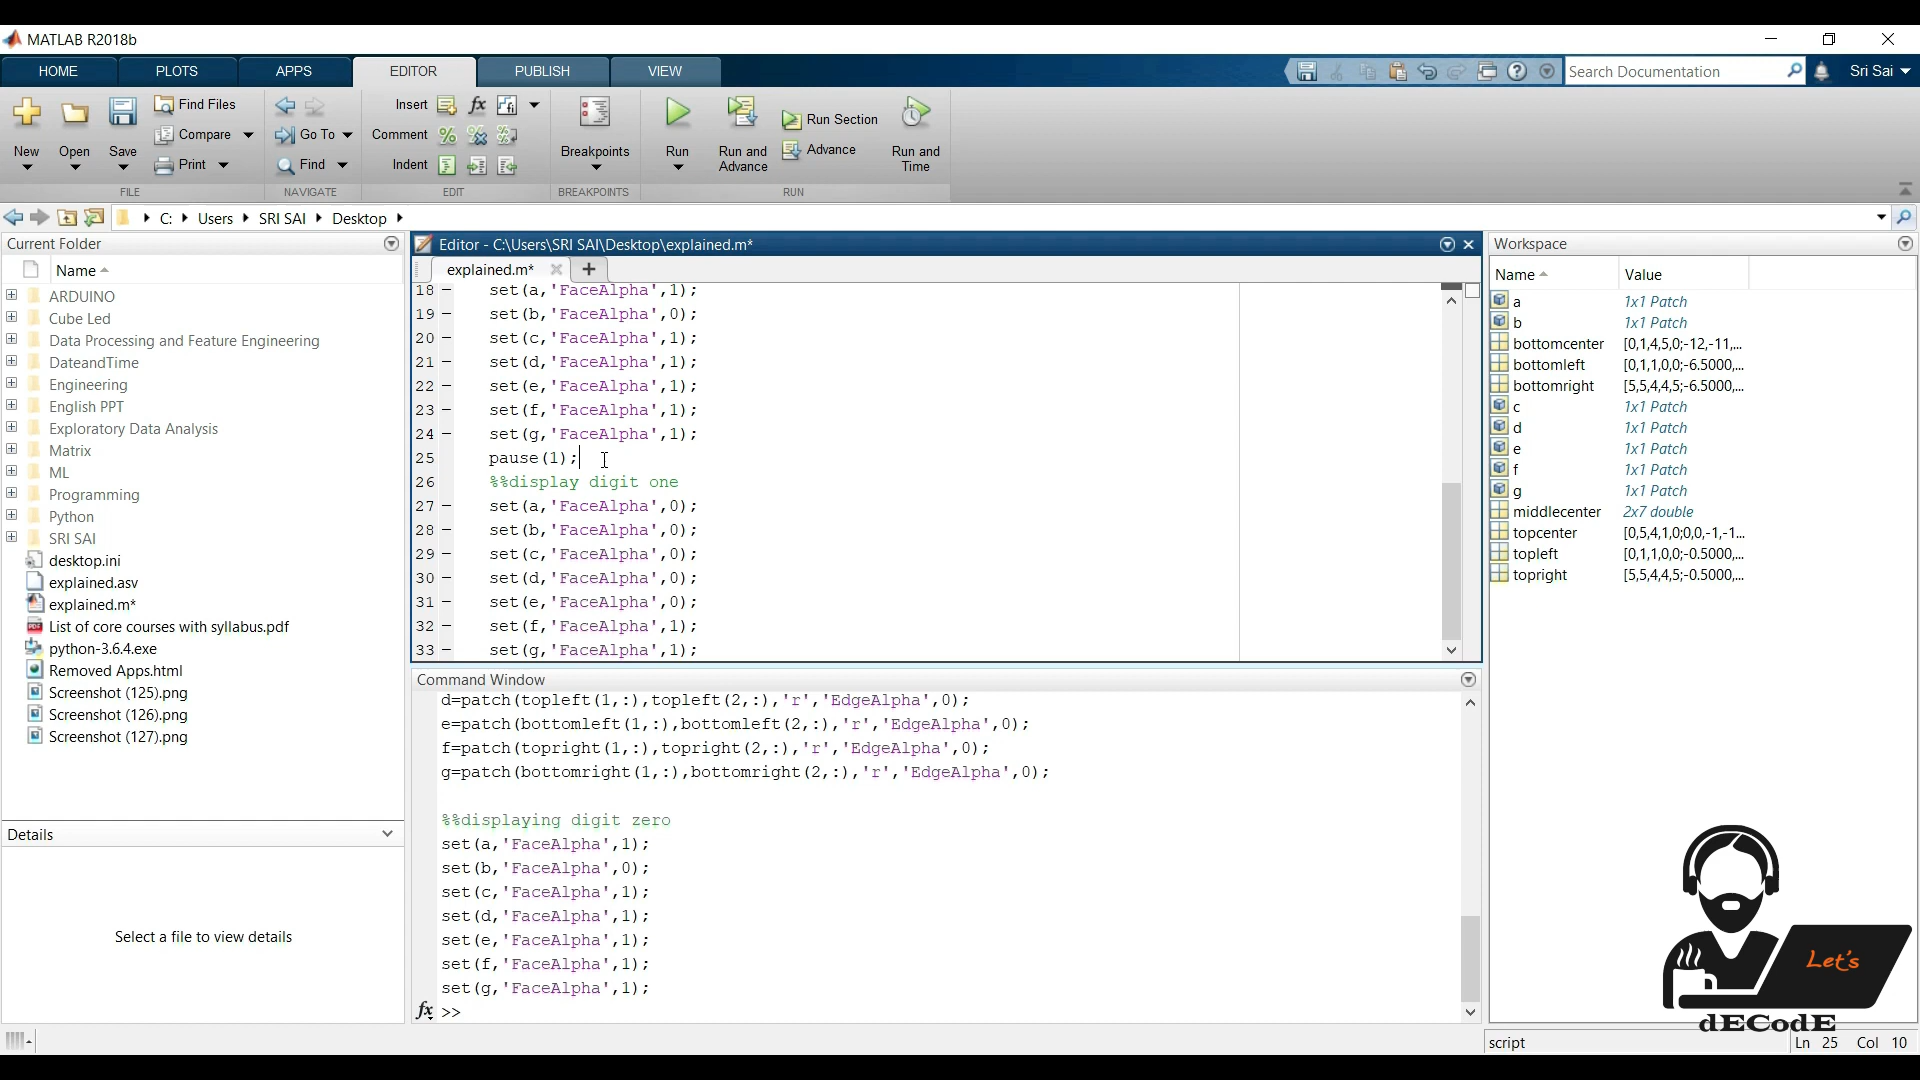 MATLAB R2018b
HOME PLOTS APPS EDITOR PUBLISH VIEW Search Documentation Sri Sai
Find Files Insert fx
Compare Go To Comment Run Section
New Open Save Print Find Indent Breakpoints Run Run and Advance Advance Run and Time
FILE NAVIGATE EDIT BREAKPOINTS RUN
C: Users SRI SAI Desktop
Current Folder
Name
ARDUINO
Cube Led
Data Processing and Feature Engineering
DateandTime
Engineering
English PPT
Exploratory Data Analysis
Matrix
ML
Programming
Python
SRI SAI
desktop.ini
explained.asv
explained.m*
List of core courses with syllabus.pdf
python-3.6.4.exe
Removed Apps.html
Screenshot (125).png
Screenshot (126).png
Screenshot (127).png
Details
Select a file to view details
Editor - C:\Users\SRI SAI\Desktop\explained.m*
explained.m*
18 – set(a,'FaceAlpha',1);
19 – set(b,'FaceAlpha',0);
20 – set(c,'FaceAlpha',1);
21 – set(d,'FaceAlpha',1);
22 – set(e,'FaceAlpha',1);
23 – set(f,'FaceAlpha',1);
24 – set(g,'FaceAlpha',1);
25 pause(1);
26 %%display digit one
27 – set(a,'FaceAlpha',0);
28 – set(b,'FaceAlpha',0);
29 – set(c,'FaceAlpha',0);
30 – set(d,'FaceAlpha',0);
31 – set(e,'FaceAlpha',0);
32 – set(f,'FaceAlpha',1);
33 – set(g,'FaceAlpha',1);
Command Window
d=patch(topleft(1,:),topleft(2,:),'r','EdgeAlpha',0);
e=patch(bottomleft(1,:),bottomleft(2,:),'r','EdgeAlpha',0);
f=patch(topright(1,:),topright(2,:),'r','EdgeAlpha',0);
g=patch(bottomright(1,:),bottomright(2,:),'r','EdgeAlpha',0);
%%displaying digit zero
set(a,'FaceAlpha',1);
set(b,'FaceAlpha',0);
set(c,'FaceAlpha',1);
set(d,'FaceAlpha',1);
set(e,'FaceAlpha',1);
set(f,'FaceAlpha',1);
set(g,'FaceAlpha',1);
fx >>
Workspace
Name Value
a 1x1 Patch
b 1x1 Patch
bottomcenter [0,1,4,5,0;-12,-11,...
bottomleft [0,1,1,0,0;-6.5000,...
bottomright [5,5,4,4,5;-6.5000,...
c 1x1 Patch
d 1x1 Patch
e 1x1 Patch
f 1x1 Patch
g 1x1 Patch
middlecenter 2x7 double
topcenter [0,5,4,1,0;0,0,-1,-1...
topleft [0,1,1,0,0;-0.5000,...
topright [5,5,4,4,5;-0.5000,...
Let's
dECodE
script Ln 25 Col 10